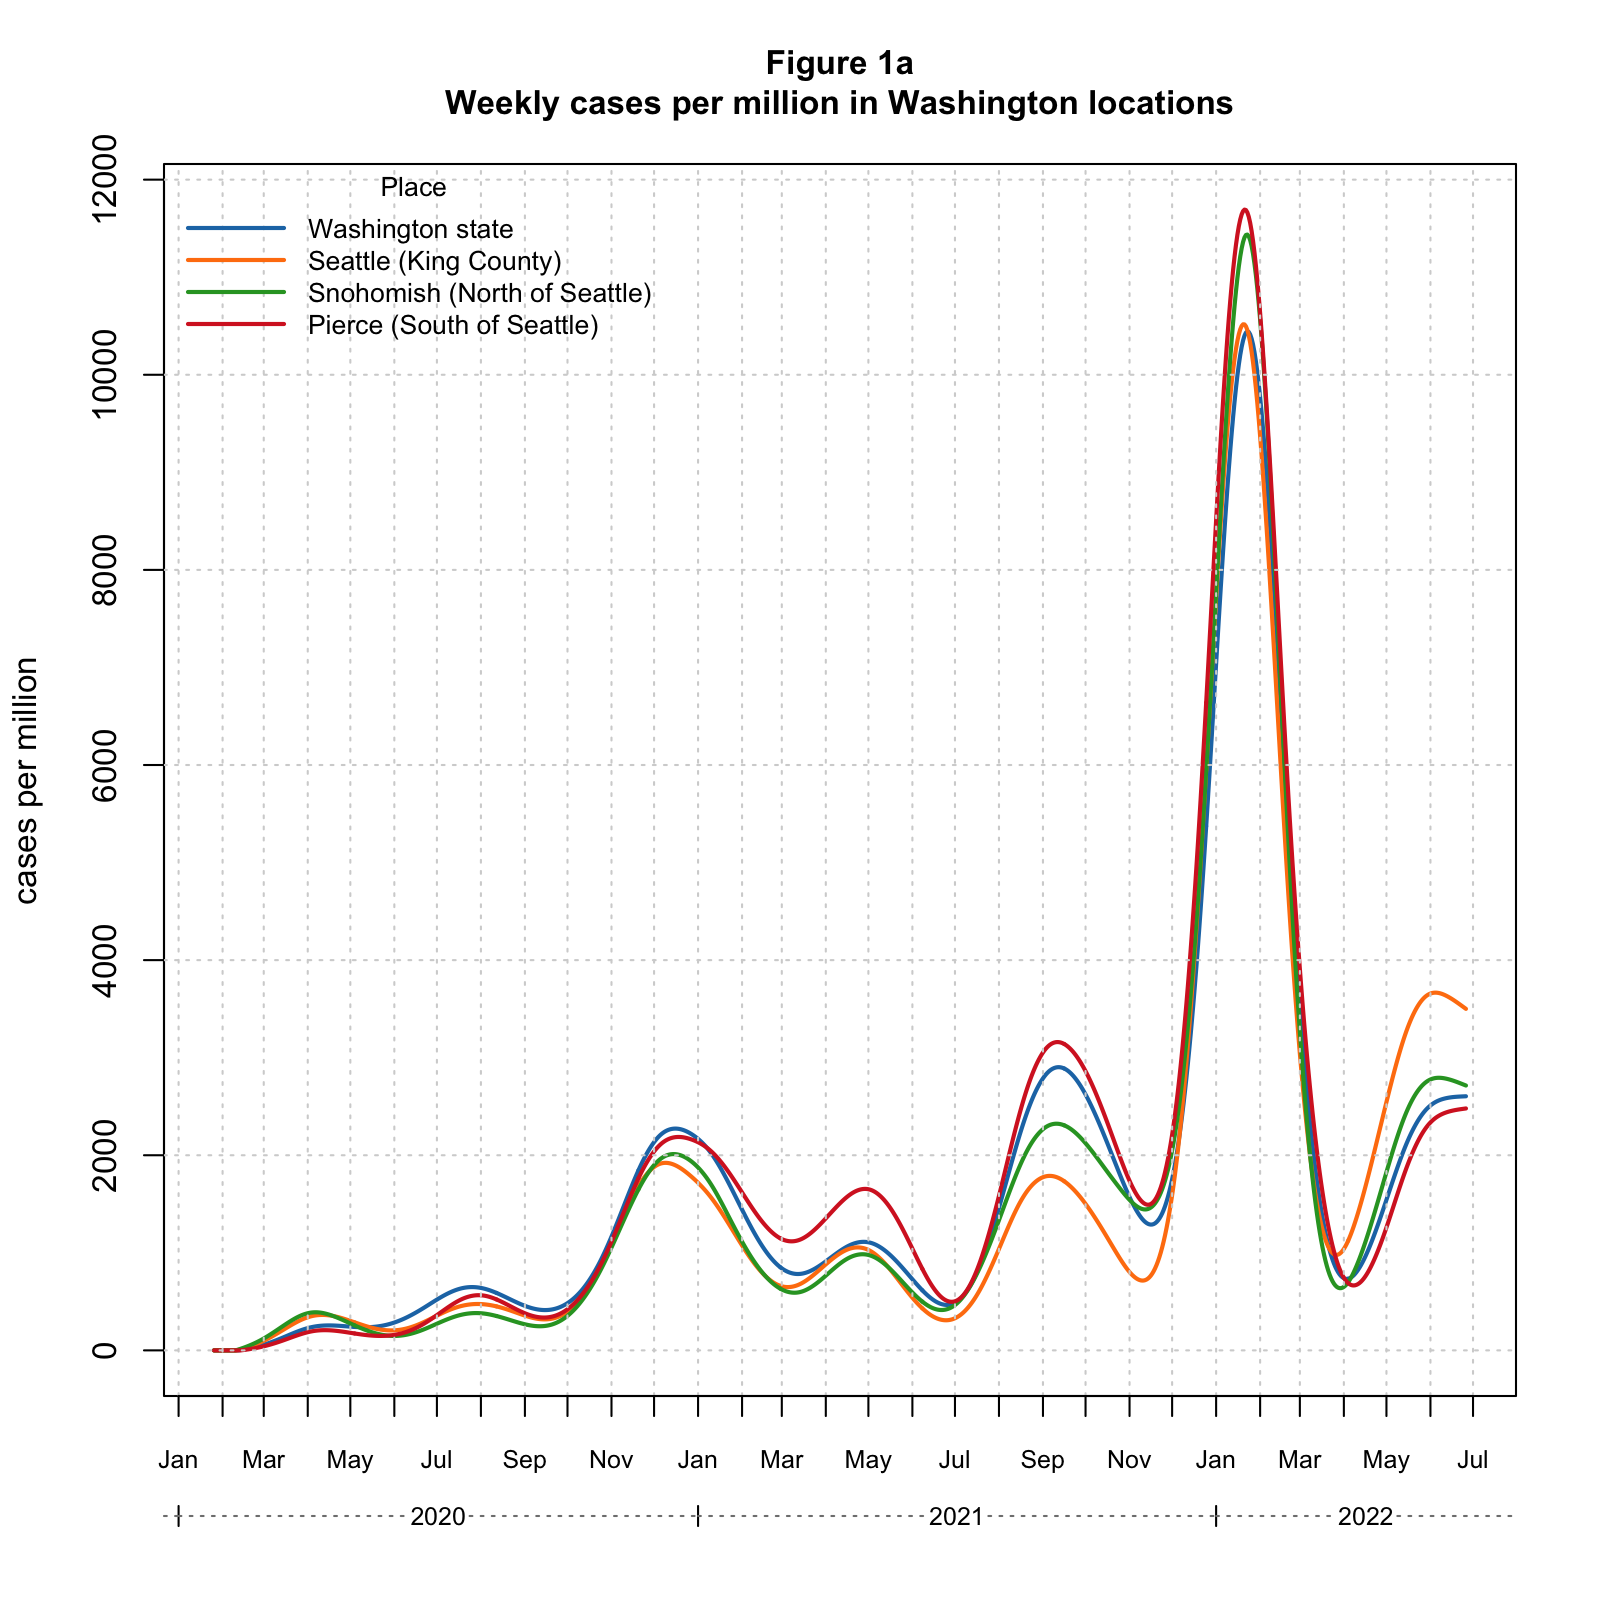 Figure 1a
Weekly cases per million in Washington locations
Place
Washington state
Seattle (King County)
Snohomish (North of Seattle)
Pierce (South of Seattle)
cases per million
12000
10000
8000
6000
4000
2000
0
Jan Mar May Jul Sep Nov Jan Mar May Jul Sep Nov Jan Mar May Jul
2020 2021 2022